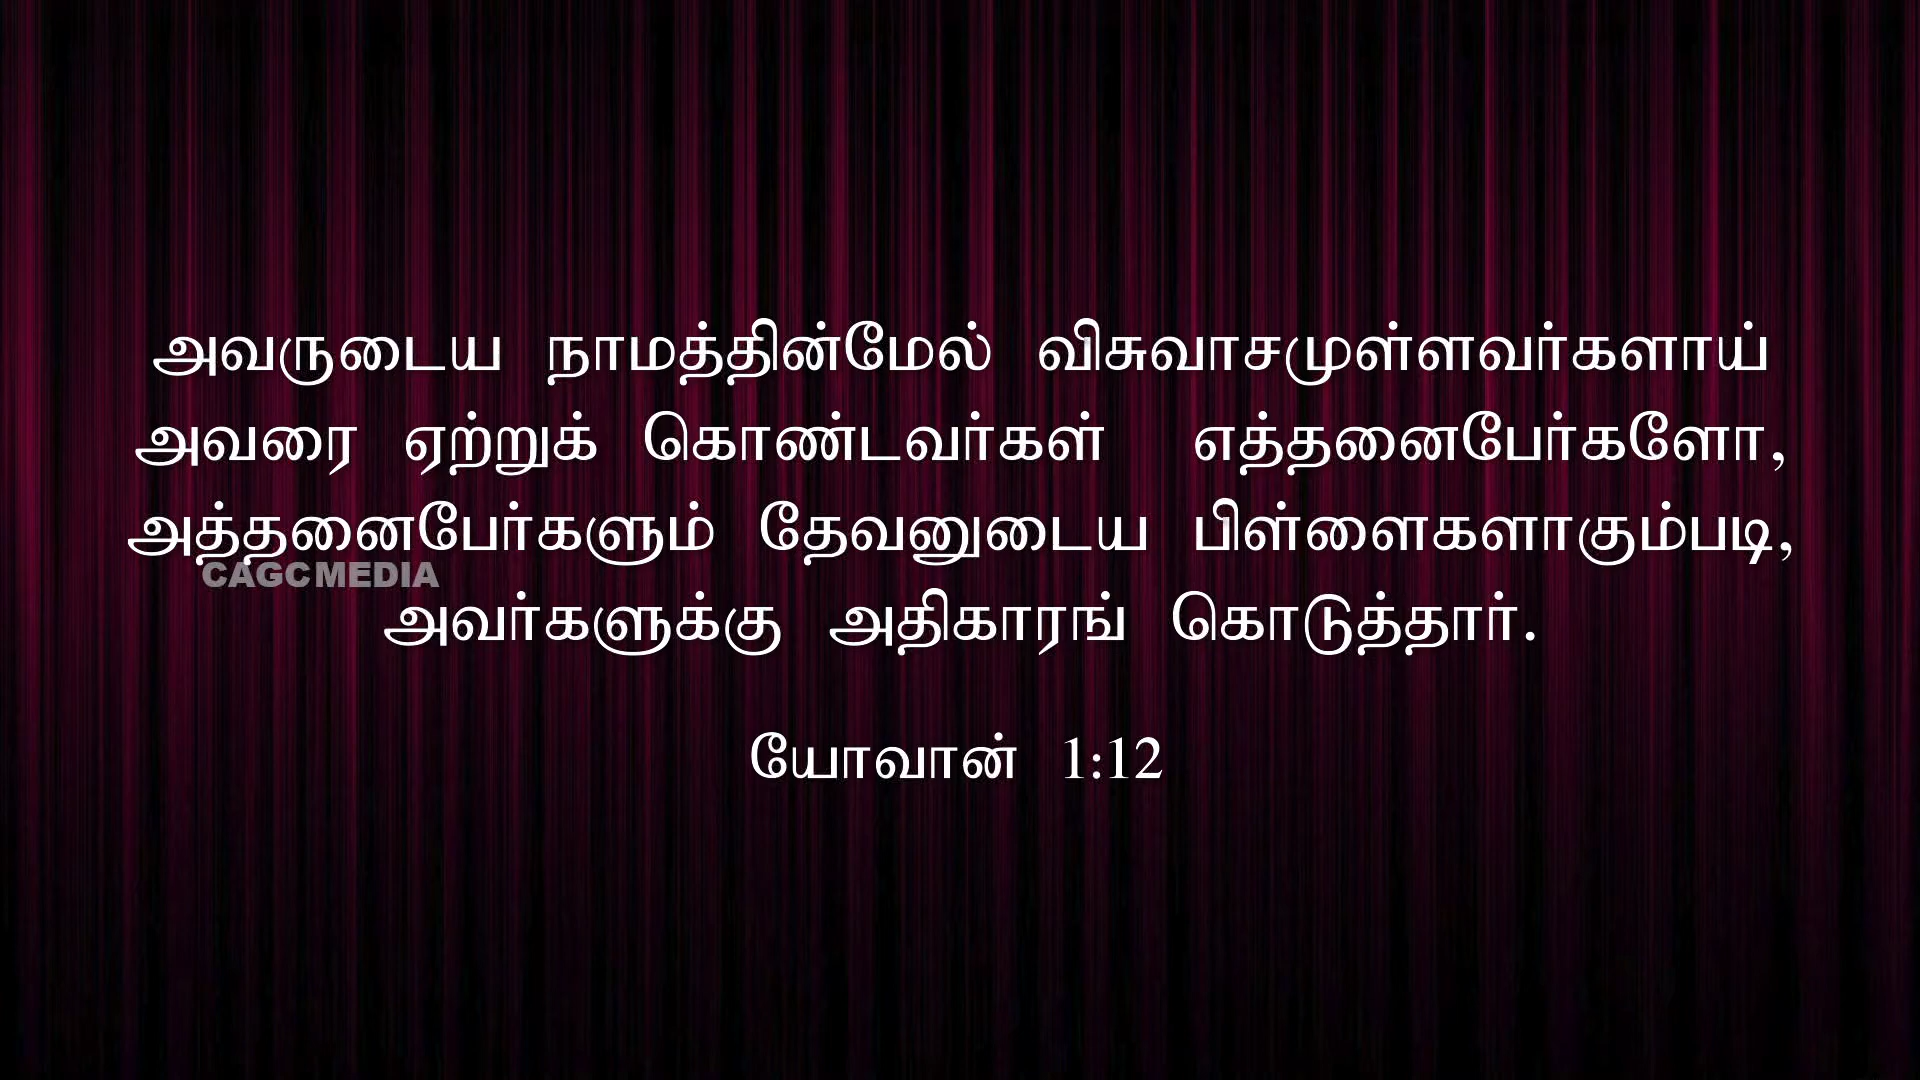 அவருடைய நாமத்தின்மேல் விசுவாசமுள்ளவர்களாய்
அவரை ஏற்றுக் கொண்டவர்கள் எத்தனைபேர்களோ,
அத்தனைபேர்களும் தேவனுடைய பிள்ளைகளாகும்படி,
CAGCMEDIA
அவர்களுக்கு அதிகாரங் கொடுத்தார்.
யோவான் 1:12